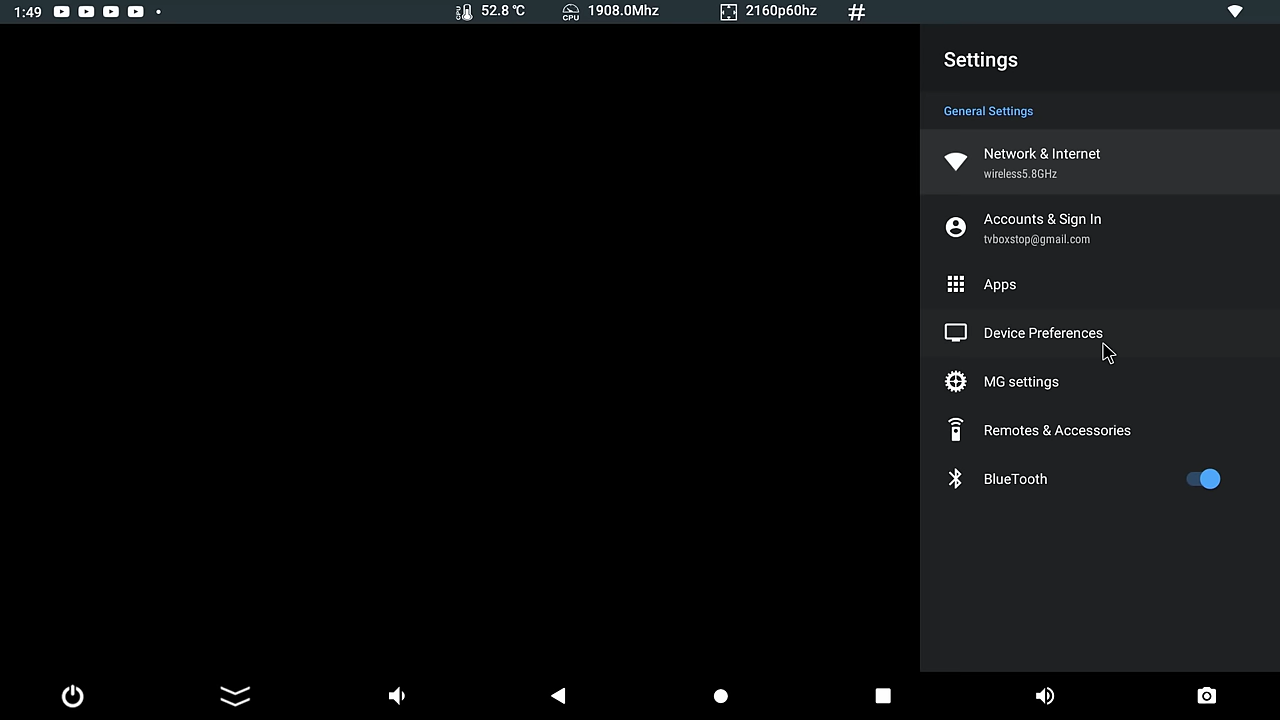 1:49 52.8 ℃ CPU 1908.0Mhz 2160p60hz #
Settings
General Settings
Network & Internet
wireless5.8GHz
Accounts & Sign In
tvboxstop@gmail.com
Apps
Device Preferences
MG settings
Remotes & Accessories
BlueTooth